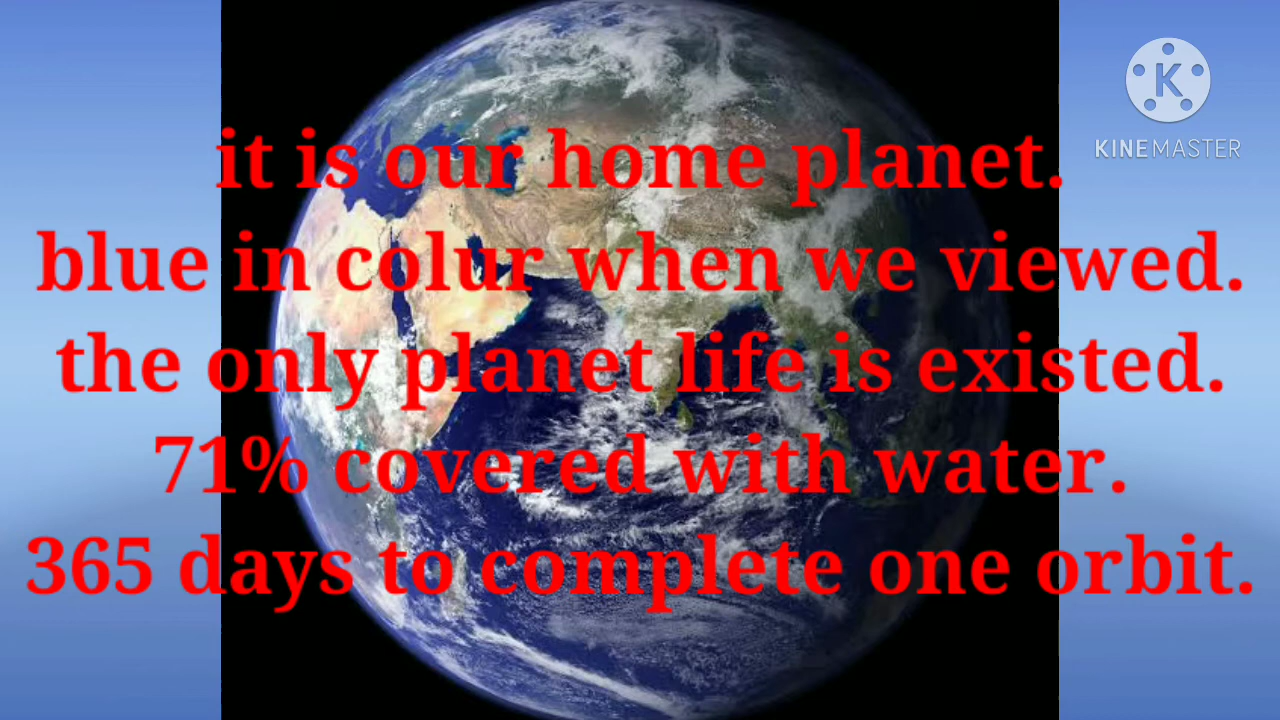 K
KINEMASTER
it is our home planet.
blue in colur when we viewed.
the only planet life is existed.
71% covered with water.
365 days to complete one orbit.